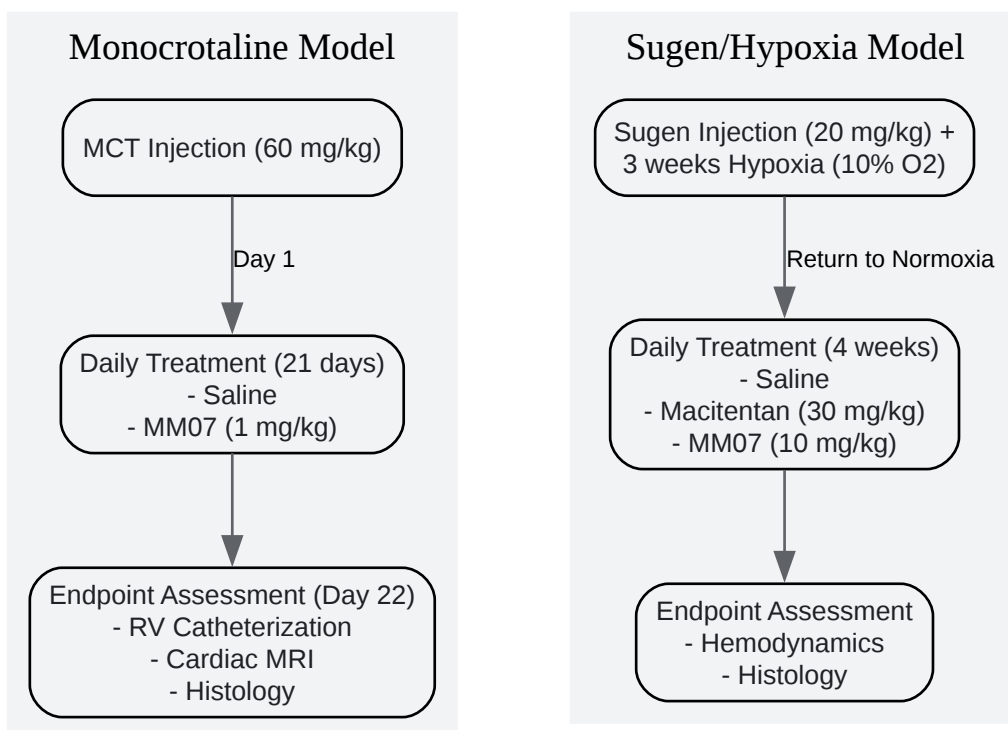 Monocrotaline Model
MCT Injection (60 mg/kg)
Day 1
Daily Treatment (21 days)
- Saline
- MM07 (1 mg/kg)
Endpoint Assessment (Day 22)
- RV Catheterization
- Cardiac MRI
- Histology
Sugen/Hypoxia Model
Sugen Injection (20 mg/kg) +
3 weeks Hypoxia (10% O2)
Return to Normoxia
Daily Treatment (4 weeks)
- Saline
- Macitentan (30 mg/kg)
- MM07 (10 mg/kg)
Endpoint Assessment
- Hemodynamics
- Histology